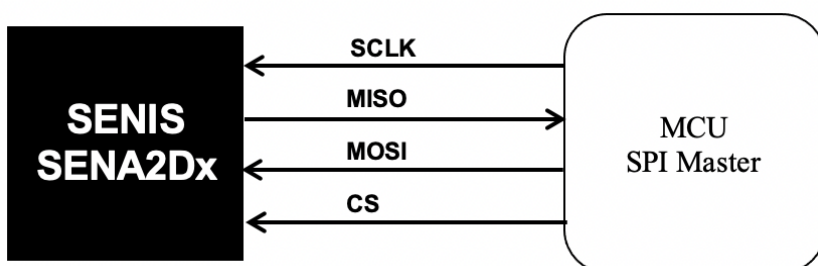 SENIS
SENA2Dx
SCLK
MISO
MOSI
CS
MCU
SPI Master